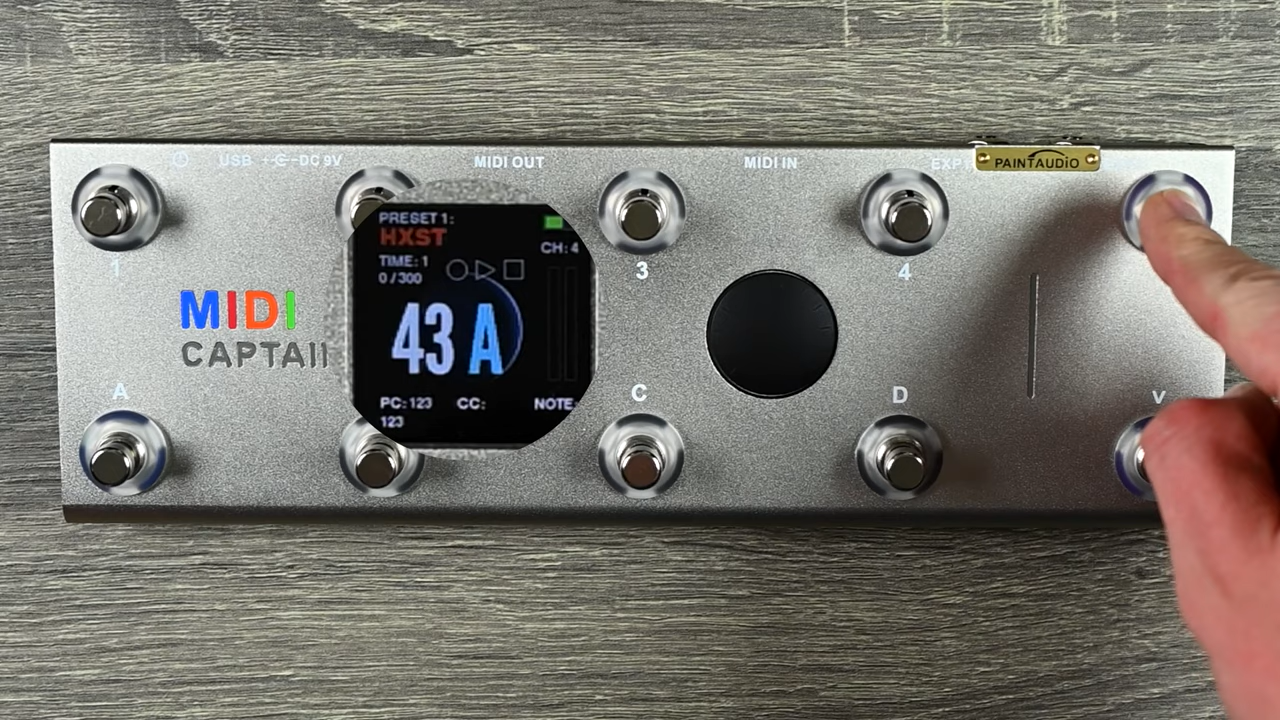 USB
DC 9V
MIDI OUT
MIDI IN
EXP
PAINTAUDIO
1
3
4
MIDI
CAPTAI
PRESET 1:
HXST
CH: 4
TIME: 1
0 / 300
43 A
PC: 123
CC:
NOTE:
123
A
C
D
V